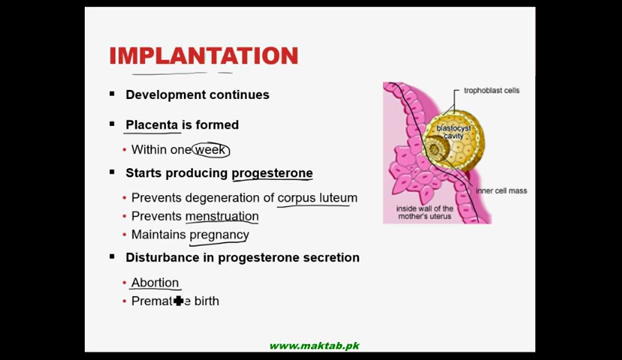 IMPLANTATION
Development continues
Placenta is formed
Within one week
Starts producing progesterone
Prevents degeneration of corpus luteum
Prevents menstruation
Maintains pregnancy
Disturbance in progesterone secretion
Abortion
birth
trophoblast cells
blastocyst
cavity
inner cell mass
inside wall of the
mother's uterus
www.maktab.pk